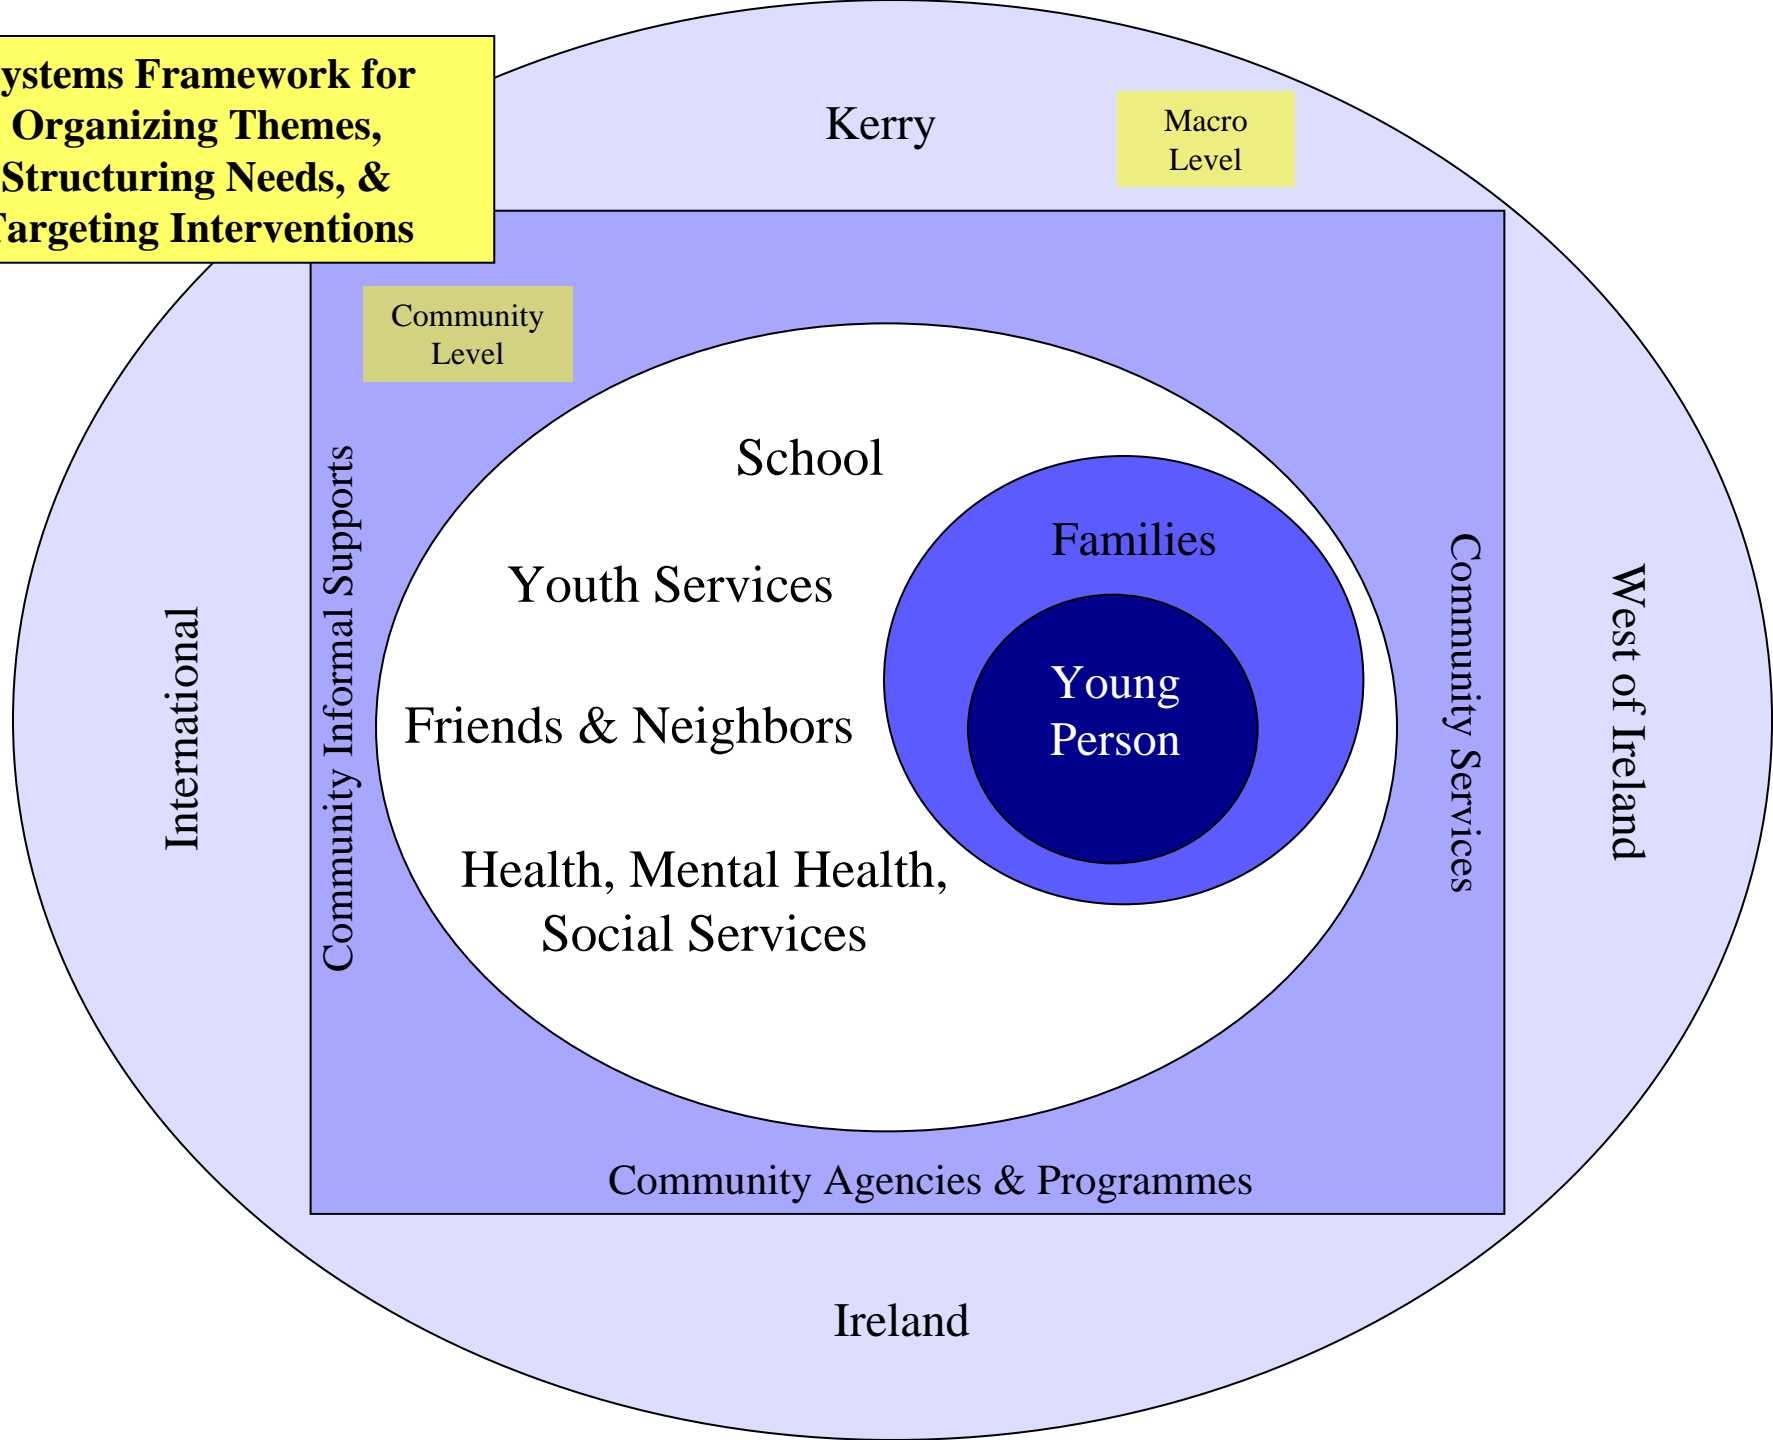 ystems Framework for
Organizing Themes,
Structuring Needs, &
Targeting Interventions
Kerry
Macro
Level
Community
Level
School
Families
Youth Services
Young
Person
Friends & Neighbors
Health, Mental Health,
Social Services
International
Community Informal Supports
Community Services
West of Ireland
Community Agencies & Programmes
Ireland